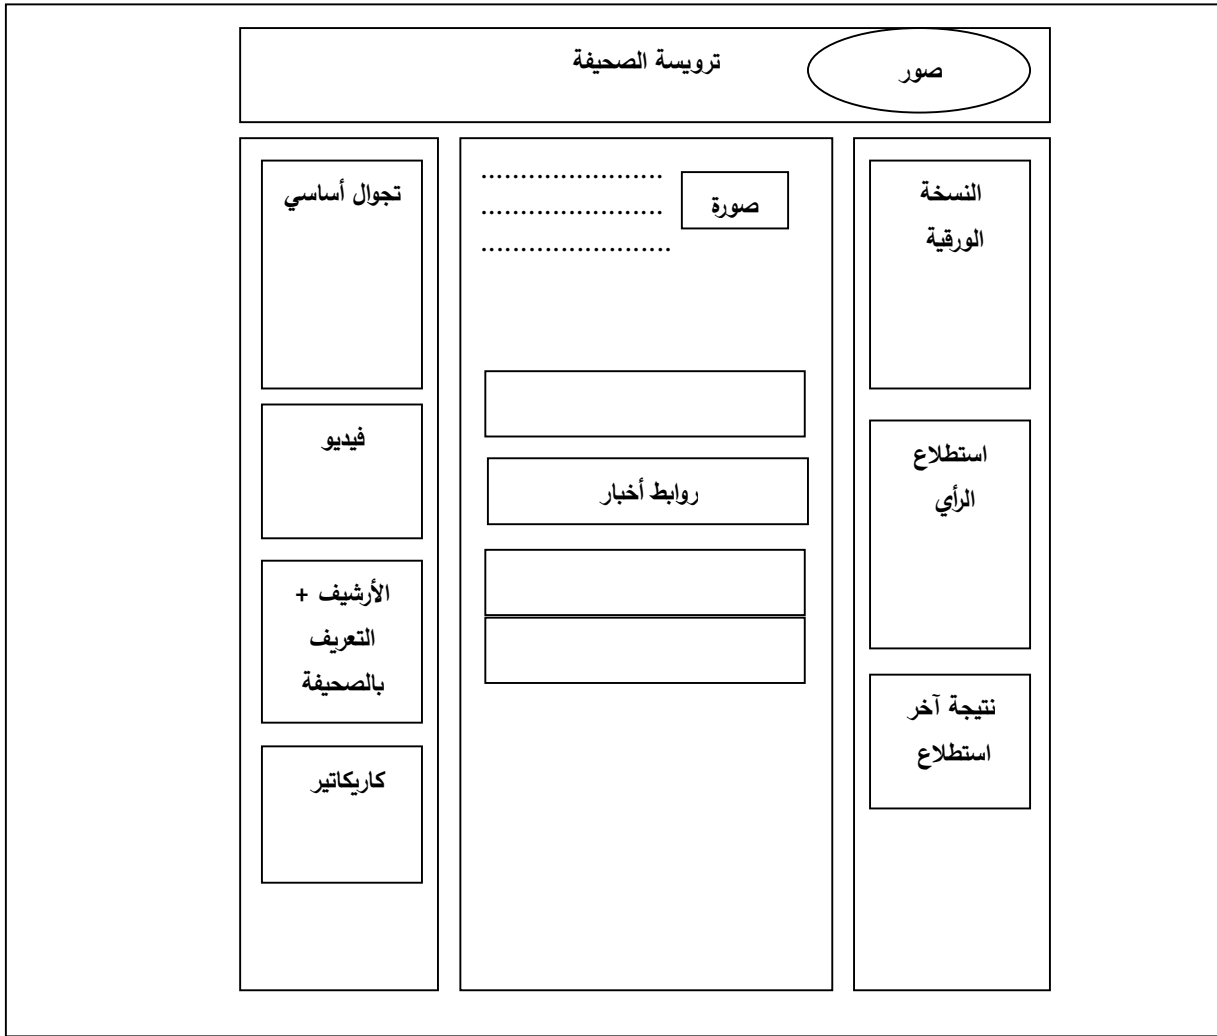 صور
ترويسة الصحيفة
النسخة
الورقية
استطلاع
الرأي
نتيجة آخر
استطلاع
صورة
.......................
.......................
........................
روابط أخبار
تجوال أساسي
فيديو
الأرشيف +
التعريف
بالصحيفة
كاريكاتير